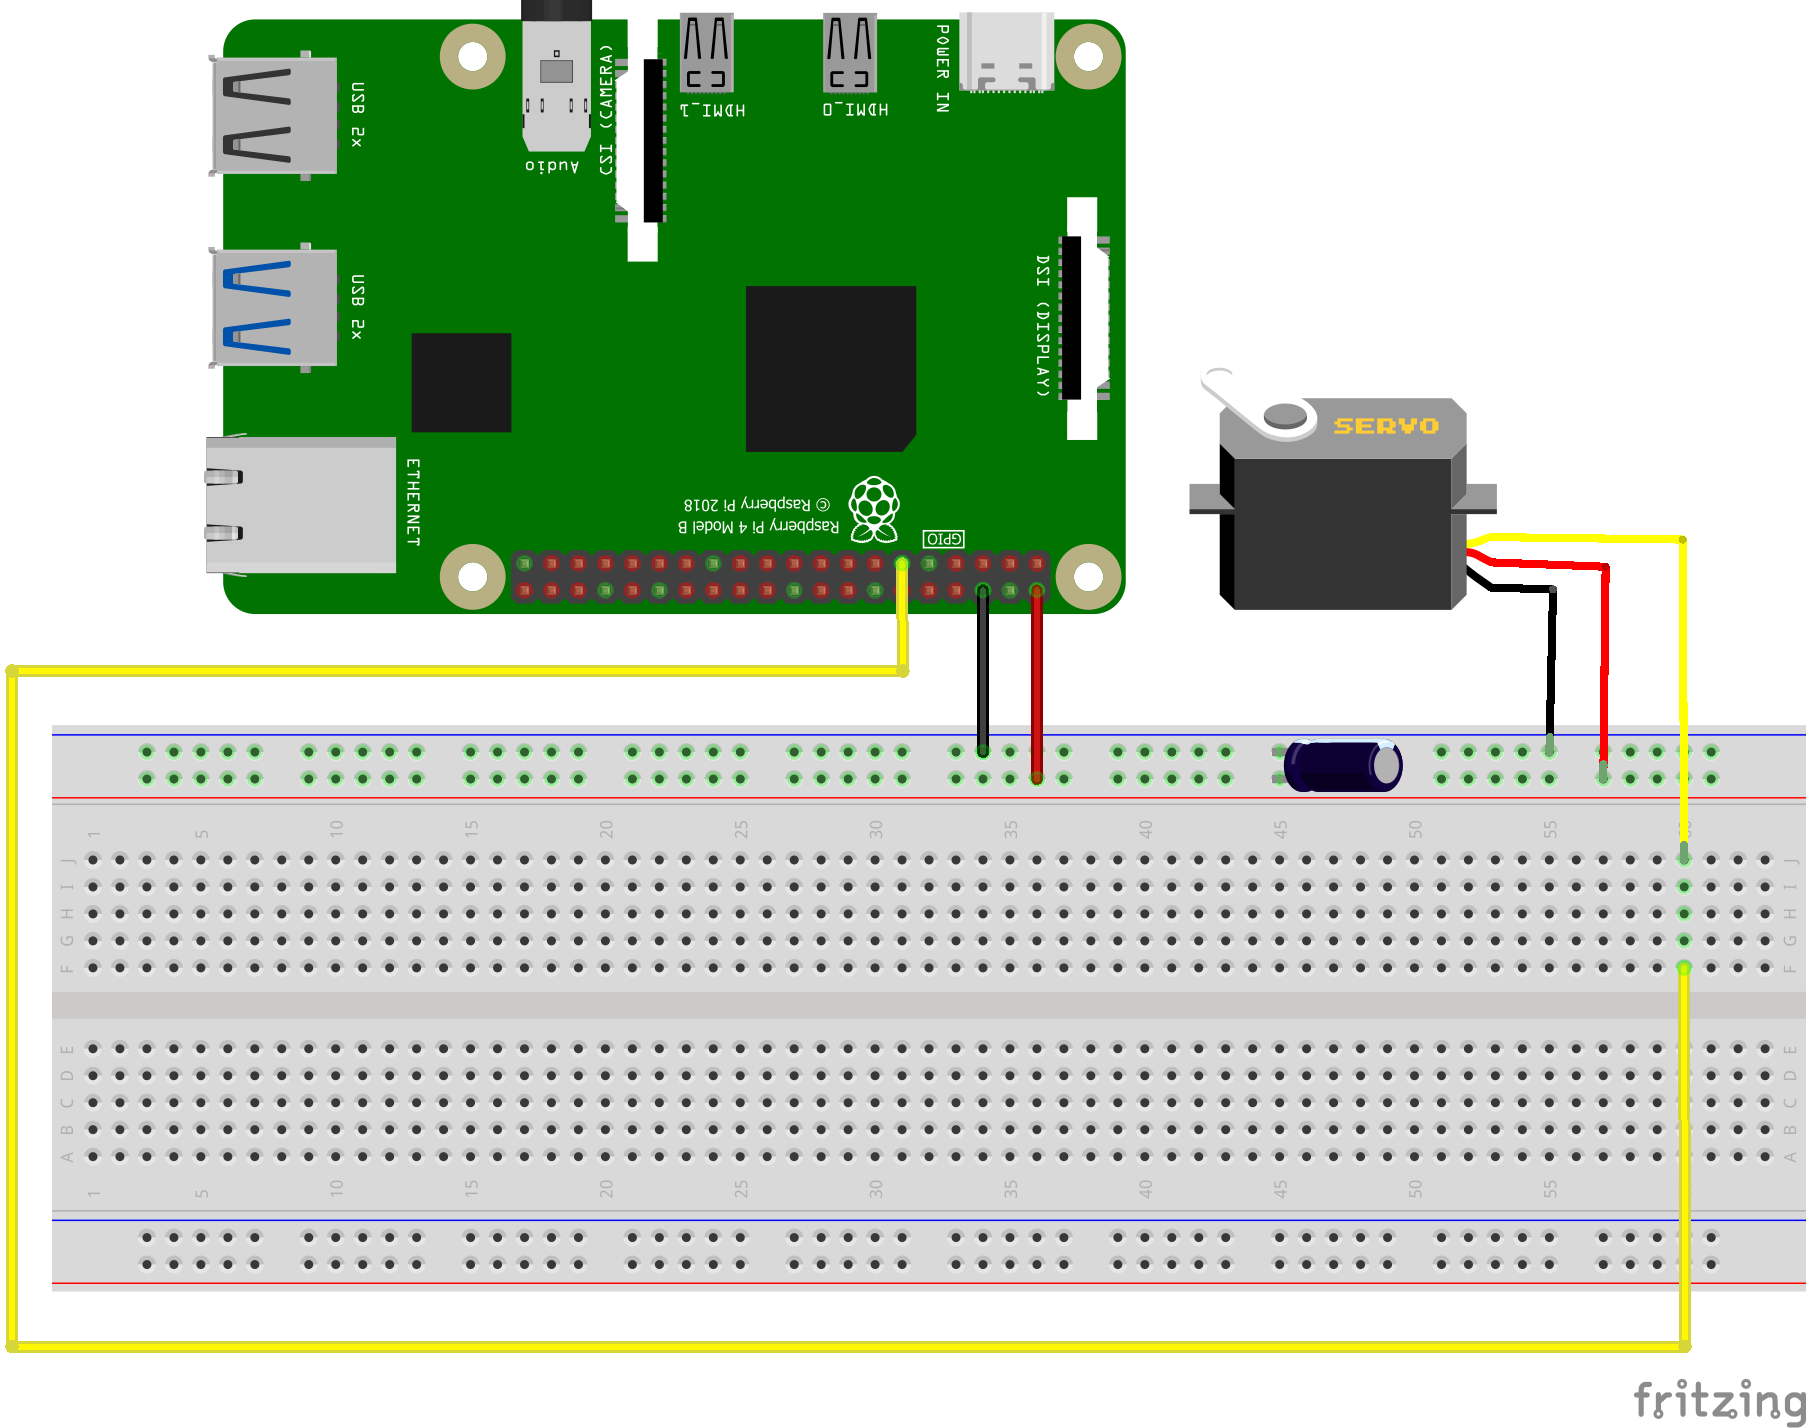 USB 2x
USB 2x
ETHERNET
Audio
CSI (CAMERA)
HDMI_1
HDMI_0
POWER IN
DSI (DISPLAY)
© Raspberry Pi 2018
Raspberry Pi 4 Model B
GPIO
SERVO
1 5 10 15 20 25 30 35 40 45 50 55
J J
I I
H H
G G
F F
E E
D D
C C
B B
A A
1 5 10 15 20 25 30 35 40 45 50 55
fritzing